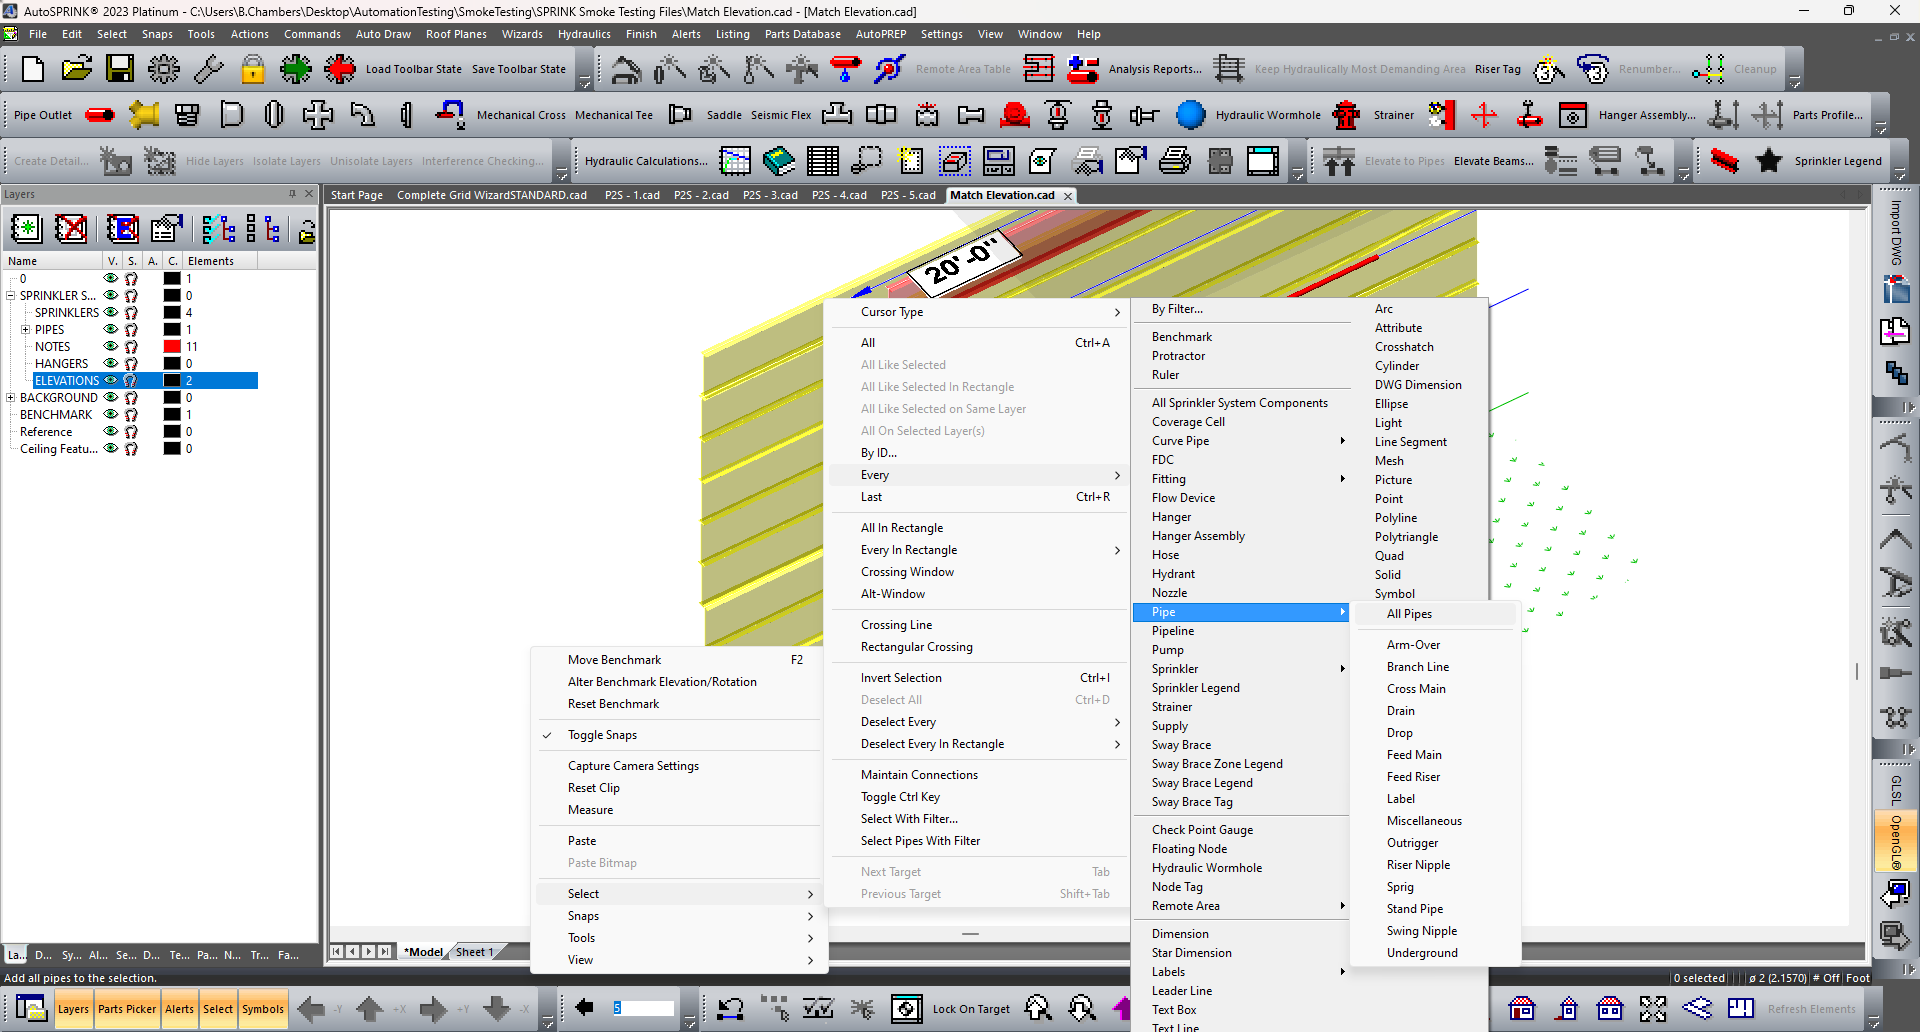 AutoSPRINK® 2023 Platinum - C:\Users\B.Chambers\Desktop\AutomationTesting\SmokeTesting\SPRINK Smoke Testing Files\Match Elevation.cad - [Match Elevation.cad]
File Edit Select Snaps Tools Actions Commands Auto Draw Roof Planes Wizards Hydraulics Finish Alerts Listing Parts Database AutoPREP Settings View Window Help
Load Toolbar State Save Toolbar State Remote Area Table Analysis Reports... Keep Hydraulically Most Demanding Area Riser Tag Renumber... Cleanup
Pipe Outlet Mechanical Cross Mechanical Tee Saddle Seismic Flex Hydraulic Wormhole Strainer Hanger Assembly... Parts Profile...
Create Detail... Hide Layers Isolate Layers Unisolate Layers Interference Checking... Hydraulic Calculations... Elevate to Pipes Elevate Beams... Sprinkler Legend
Layers
Start Page Complete Grid WizardSTANDARD.cad P2S - 1.cad P2S - 2.cad P2S - 3.cad P2S - 4.cad P2S - 5.cad Match Elevation.cad
Name V. S. A. C. Elements
0 1
SPRINKLER S... 0
SPRINKLERS 4
PIPES 1
NOTES 11
HANGERS 0
ELEVATIONS 2
BACKGROUND 0
BENCHMARK 1
Reference 0
Ceiling Featu... 0
20'-0"
Move Benchmark F2
Alter Benchmark Elevation/Rotation
Reset Benchmark
Toggle Snaps
Capture Camera Settings
Reset Clip
Measure
Paste
Paste Bitmap
Select
Snaps
Tools
View
Cursor Type
All Ctrl+A
All Like Selected
All Like Selected In Rectangle
All Like Selected on Same Layer
All On Selected Layer(s)
By ID...
Every
Last Ctrl+R
All In Rectangle
Every In Rectangle
Crossing Window
Alt-Window
Crossing Line
Rectangular Crossing
Invert Selection Ctrl+I
Deselect All Ctrl+D
Deselect Every
Deselect Every In Rectangle
Maintain Connections
Toggle Ctrl Key
Select With Filter...
Select Pipes With Filter
Next Target Tab
Previous Target Shift+Tab
By Filter...
Benchmark
Protractor
Ruler
All Sprinkler System Components
Coverage Cell
Curve Pipe
FDC
Fitting
Flow Device
Hanger
Hanger Assembly
Hose
Hydrant
Nozzle
Pipe
Pipeline
Pump
Sprinkler
Sprinkler Legend
Strainer
Supply
Sway Brace
Sway Brace Zone Legend
Sway Brace Legend
Sway Brace Tag
Check Point Gauge
Floating Node
Hydraulic Wormhole
Node Tag
Remote Area
Dimension
Star Dimension
Labels
Leader Line
Text Box
Text Line
Arc
Attribute
Crosshatch
Cylinder
DWG Dimension
Ellipse
Light
Line Segment
Mesh
Picture
Point
Polyline
Polytriangle
Quad
Solid
Symbol
All Pipes
Arm-Over
Branch Line
Cross Main
Drain
Drop
Feed Main
Feed Riser
Label
Miscellaneous
Outrigger
Riser Nipple
Sprig
Stand Pipe
Swing Nipple
Underground
Import DWG
GLSL
OpenGL®
La... D... Sy... Al... Se... D... Te... Pa... N... Tr... Fa...
*Model Sheet 1
Add all pipes to the selection.
0 selected ø 2 (2.1570) # Off Foot
Layers Parts Picker Alerts Select Symbols -Y +X +Y -X 5 Lock On Target Refresh Elements